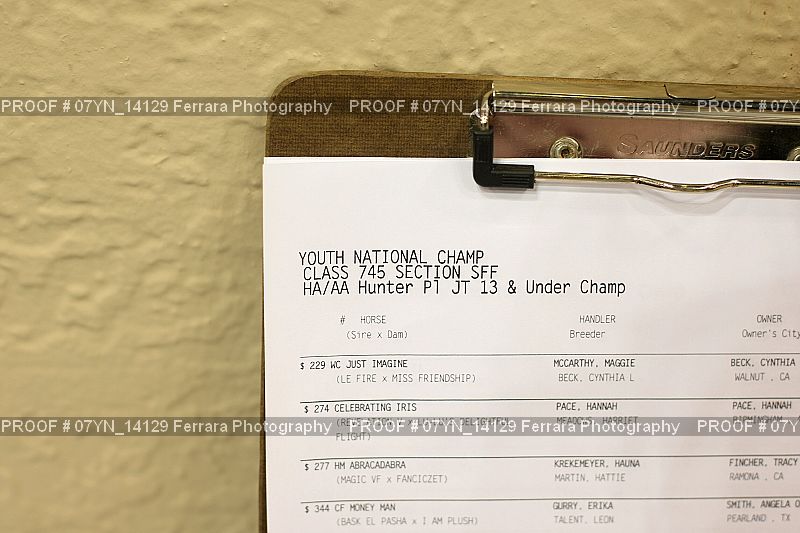 PROOF # 07YN_14129 Ferrara Photography PROOF # 07YN_14129 Ferrara Photography PROOF # 07YN_14129
SAUNDERS
YOUTH NATIONAL CHAMP
CLASS 745 SECTION SFF
HA/AA Hunter Pl JT 13 & Under Champ
# HORSE HANDLER OWNER
(Sire x Dam) Breeder Owner's City
$ 229 WC JUST IMAGINE MCCARTHY, MAGGIE BECK, CYNTHIA
(LE FIRE x MISS FRIENDSHIP) BECK, CYNTHIA L WALNUT , CA
$ 274 CELEBRATING IRIS PACE, HANNAH PACE, HANNAH
HARRIET BIRMINGHAM
PROOF # 07YN_14129 Ferrara Photography PROOF # 07YN_14129 Ferrara Photography PROOF # 07YN_14129
FLIGHT)
$ 277 HM ABRACADABRA KREKEMEYER, HAUNA FINCHER, TRACY
(MAGIC VF x FANCICZET) MARTIN, HATTIE RAMONA , CA
$ 344 CF MONEY MAN GURRY, ERIKA SMITH, ANGELA O
(BASK EL PASHA x I AM PLUSH) TALENT, LEON PEARLAND , TX